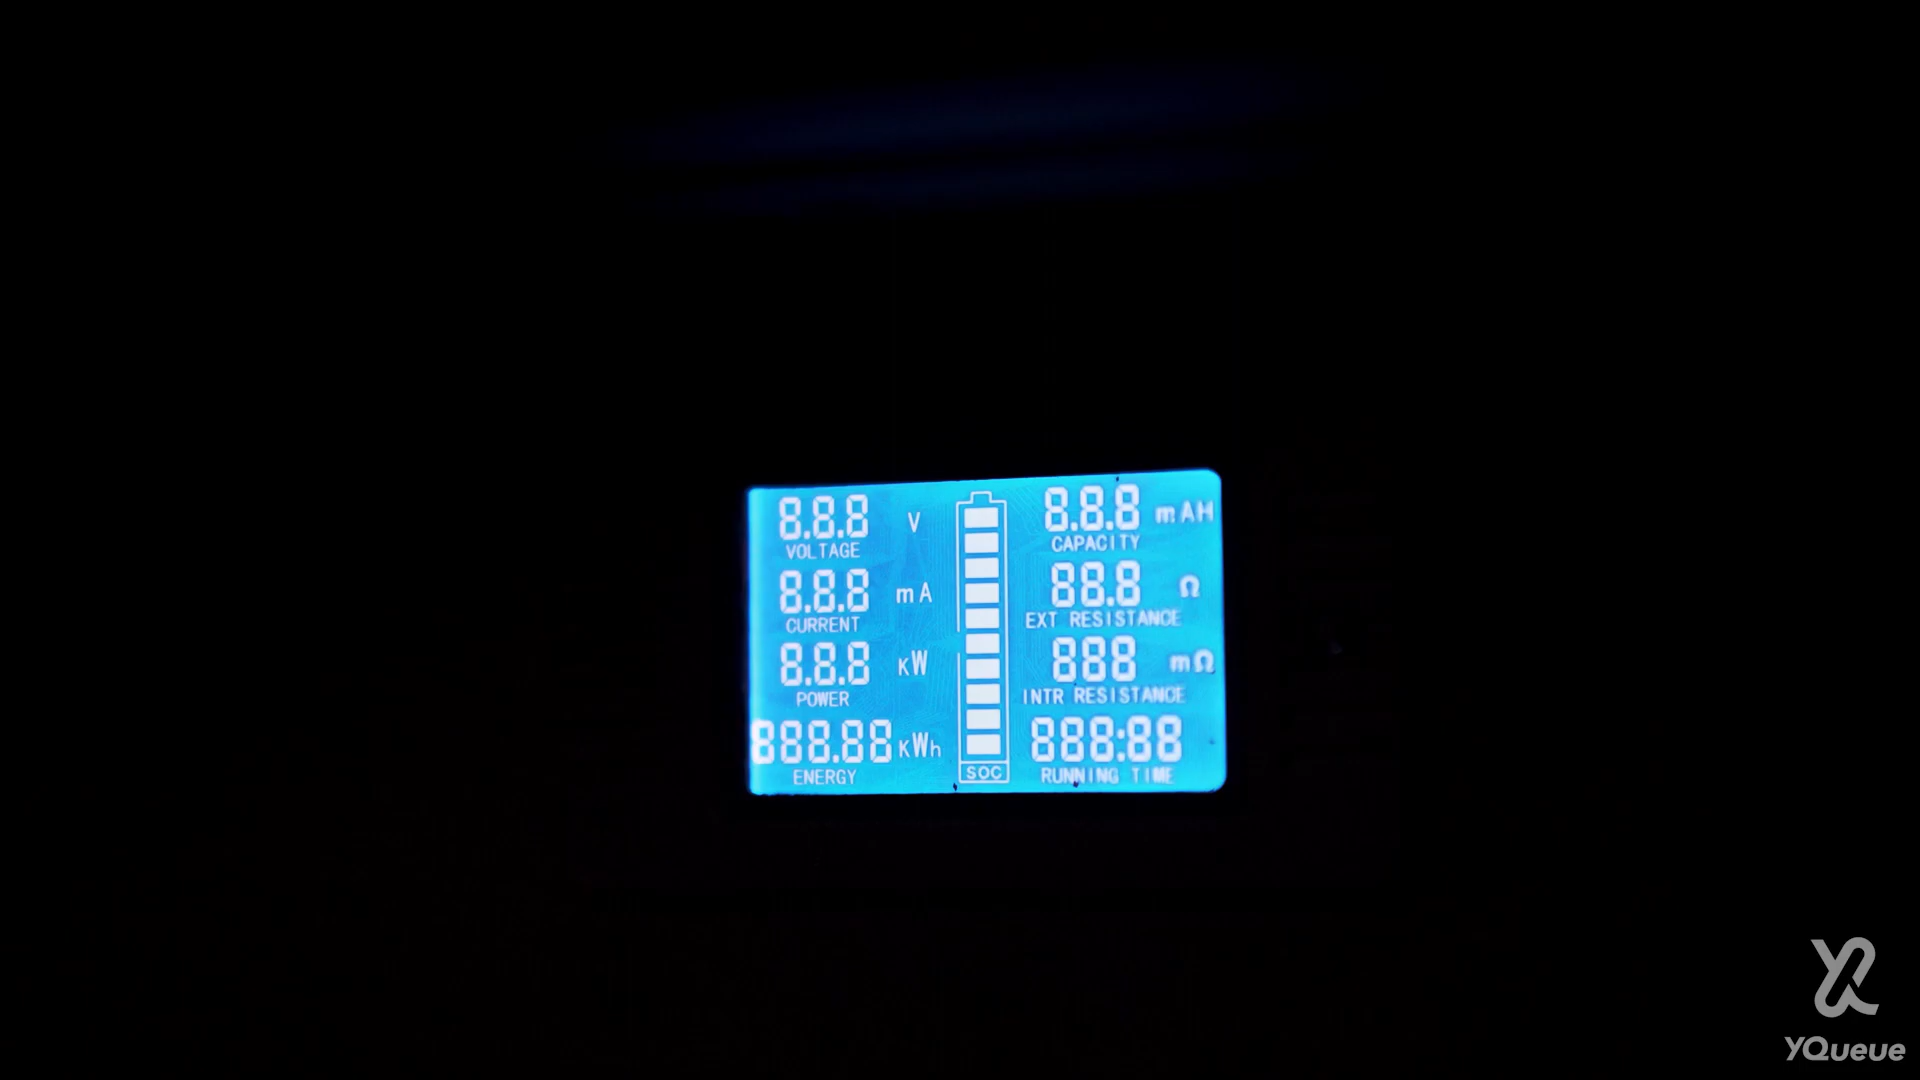 8.8.8 V
VOLTAGE
8.8.8 mA
CURRENT
8.8.8 KW
POWER
888.88 KWh
ENERGY
SOC
8.8.8 mAH
CAPACITY
88.8 Ω
EXT RESISTANCE
888 mΩ
INTR RESISTANCE
888:88
RUNNING TIME
YQueue